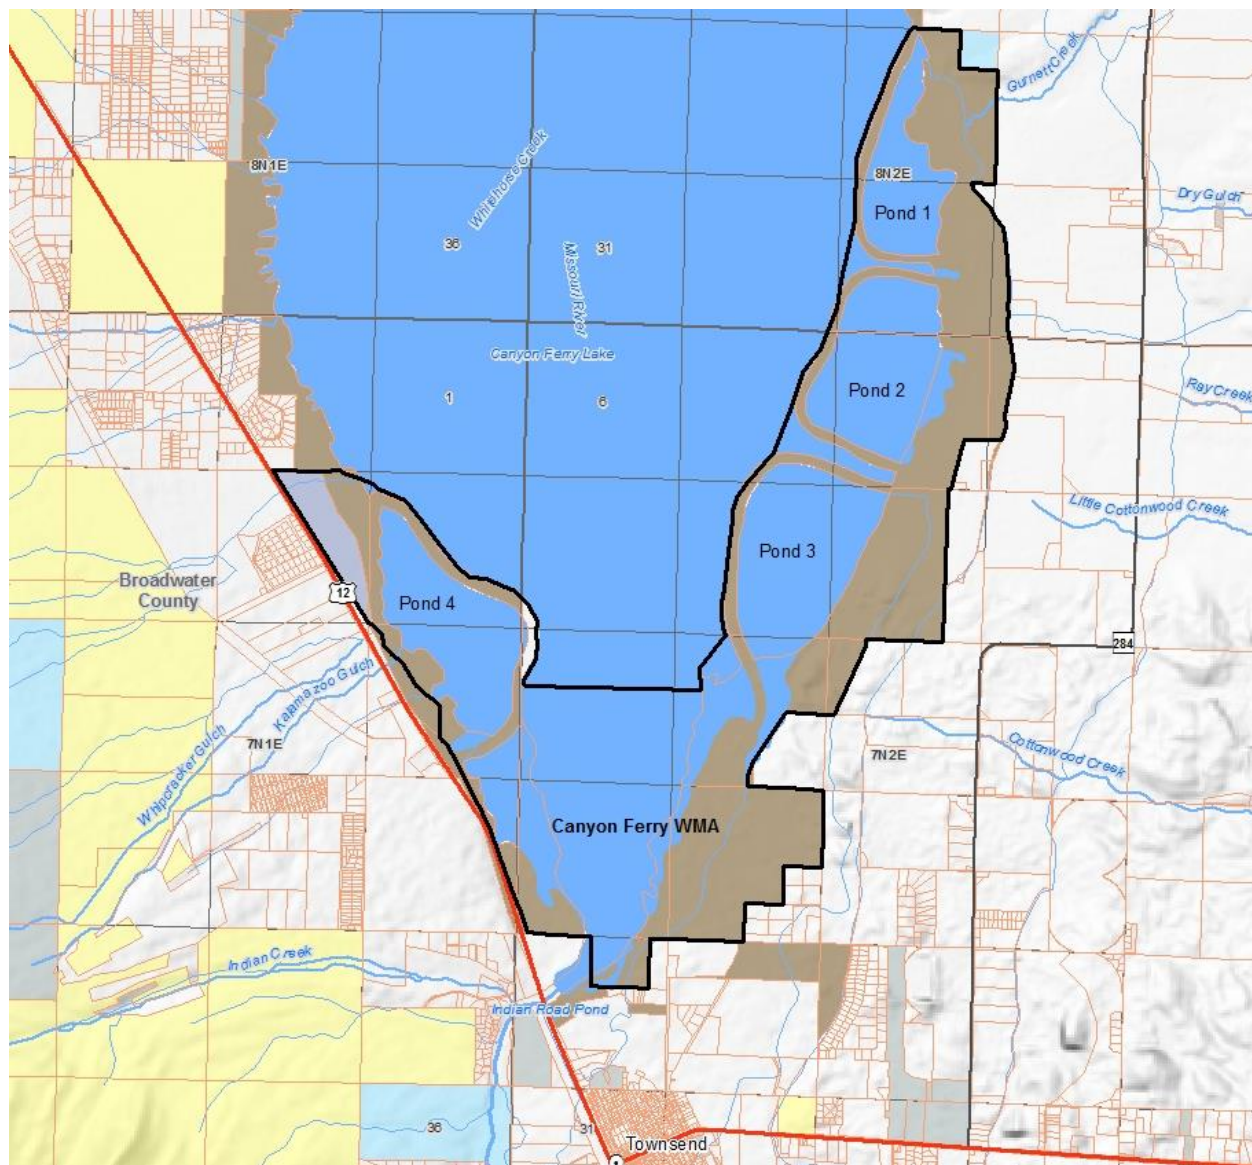 Gurnett Creek
8N1E
Whitehorse Creek
8N2E
Dry Gulch
Pond 1
36
31
Missouri River
Canyon Ferry Lake
Pond 2
Ray Creek
1
6
Little Cottonwood Creek
Pond 3
Broadwater
County
12
Pond 4
284
Kalamazoo Gulch
Whipcracker Gulch
7N1E
7N2E
Cottonwood Creek
Canyon Ferry WMA
Indian Creek
Indian Road Pond
36
31
Townsend